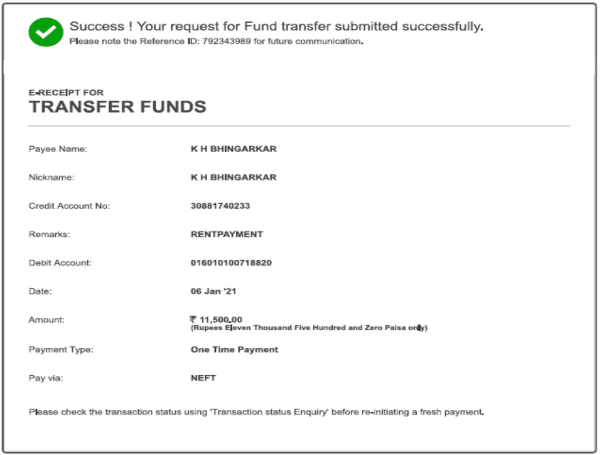 Success ! Your request for Fund transfer submitted successfully.
Please note the Reference ID: 792343989 for future communication.
E-RECEIPT FOR
TRANSFER FUNDS
Payee Name: K H BHINGARKAR
Nickname: K H BHINGARKAR
Credit Account No: 30881740233
Remarks: RENTPAYMENT
Debit Account: 016010100718820
Date: 06 Jan '21
Amount: ₹ 11,500.00
(Rupees Eleven Thousand Five Hundred and Zero Paisa only)
Payment Type: One Time Payment
Pay via: NEFT
Please check the transaction status using 'Transaction status Enquiry' before re-initiating a fresh payment.